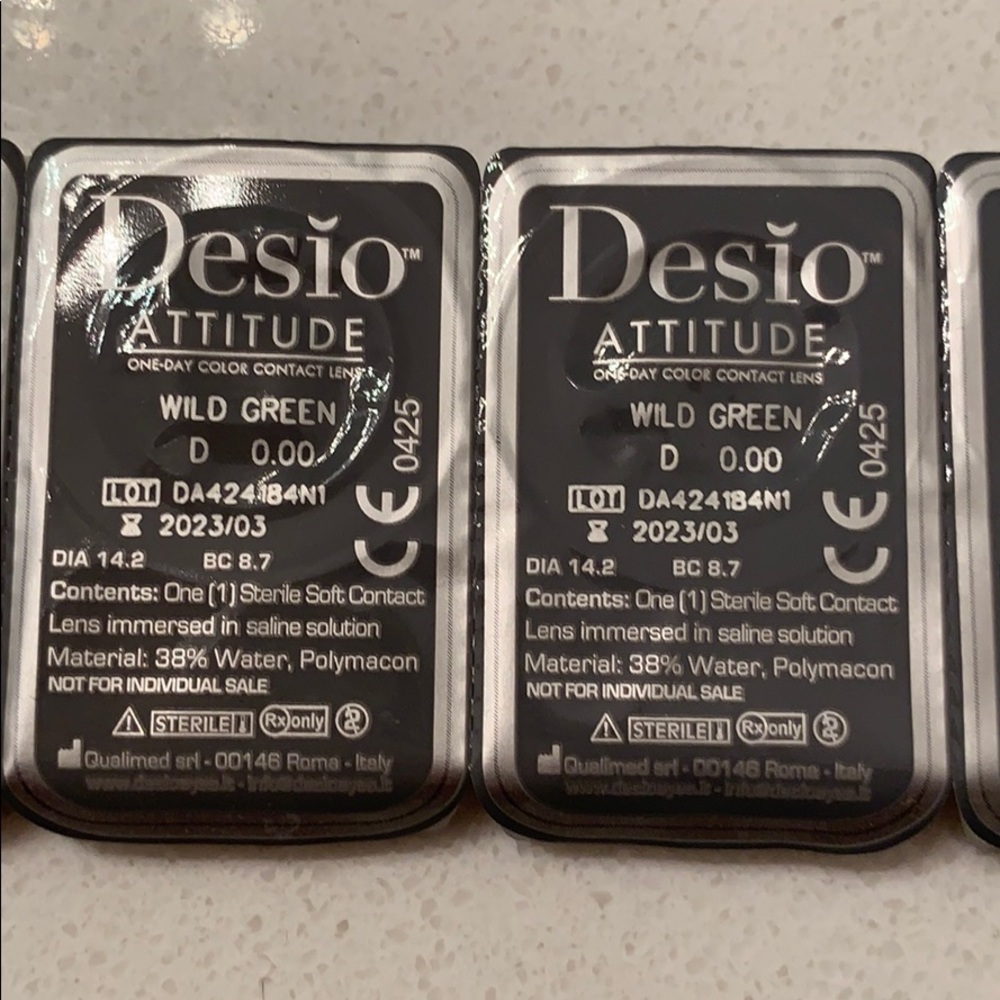 Desio™
ATTITUDE
ONE-DAY COLOR CONTACT LENS
WILD GREEN
D 0.00
LOT DA424184N1
2023/03
CE 0425
DIA 14.2 BC 8.7
Contents: One (1) Sterile Soft Contact
Lens immersed in saline solution
Material: 38% Water, Polymacon
NOT FOR INDIVIDUAL SALE
STERILE Rx only 2
Qualimed srl - 00146 Roma - Italy
Desio™
ATTITUDE
ONE-DAY COLOR CONTACT LENS
WILD GREEN
D 0.00
LOT DA424184N1
2023/03
CE 0425
DIA 14.2 BC 8.7
Contents: One (1) Sterile Soft Contact
Lens immersed in saline solution
Material: 38% Water, Polymacon
NOT FOR INDIVIDUAL SALE
STERILE Rx only 2
Qualimed srl - 00146 Roma - Italy